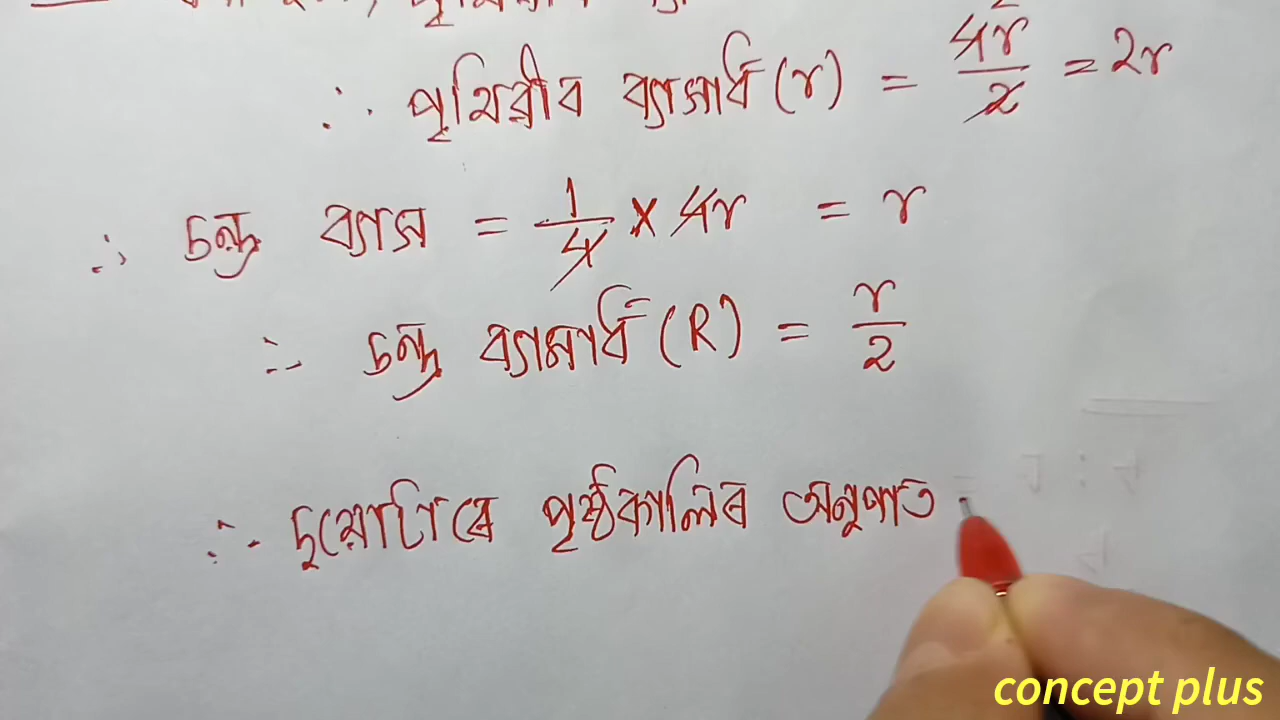 ∴ পৃথিৱীৰ ব্যাসাৰ্ধ (r) = 4r/2 = 2r
∴ চন্দ্ৰ ব্যাস = 1/4 × 4r = r
∴ চন্দ্ৰ ব্যাসাৰ্ধ (R) = r/2
∴ দুয়োটাৰে পৃষ্ঠকালিৰ অনুপাত
concept plus